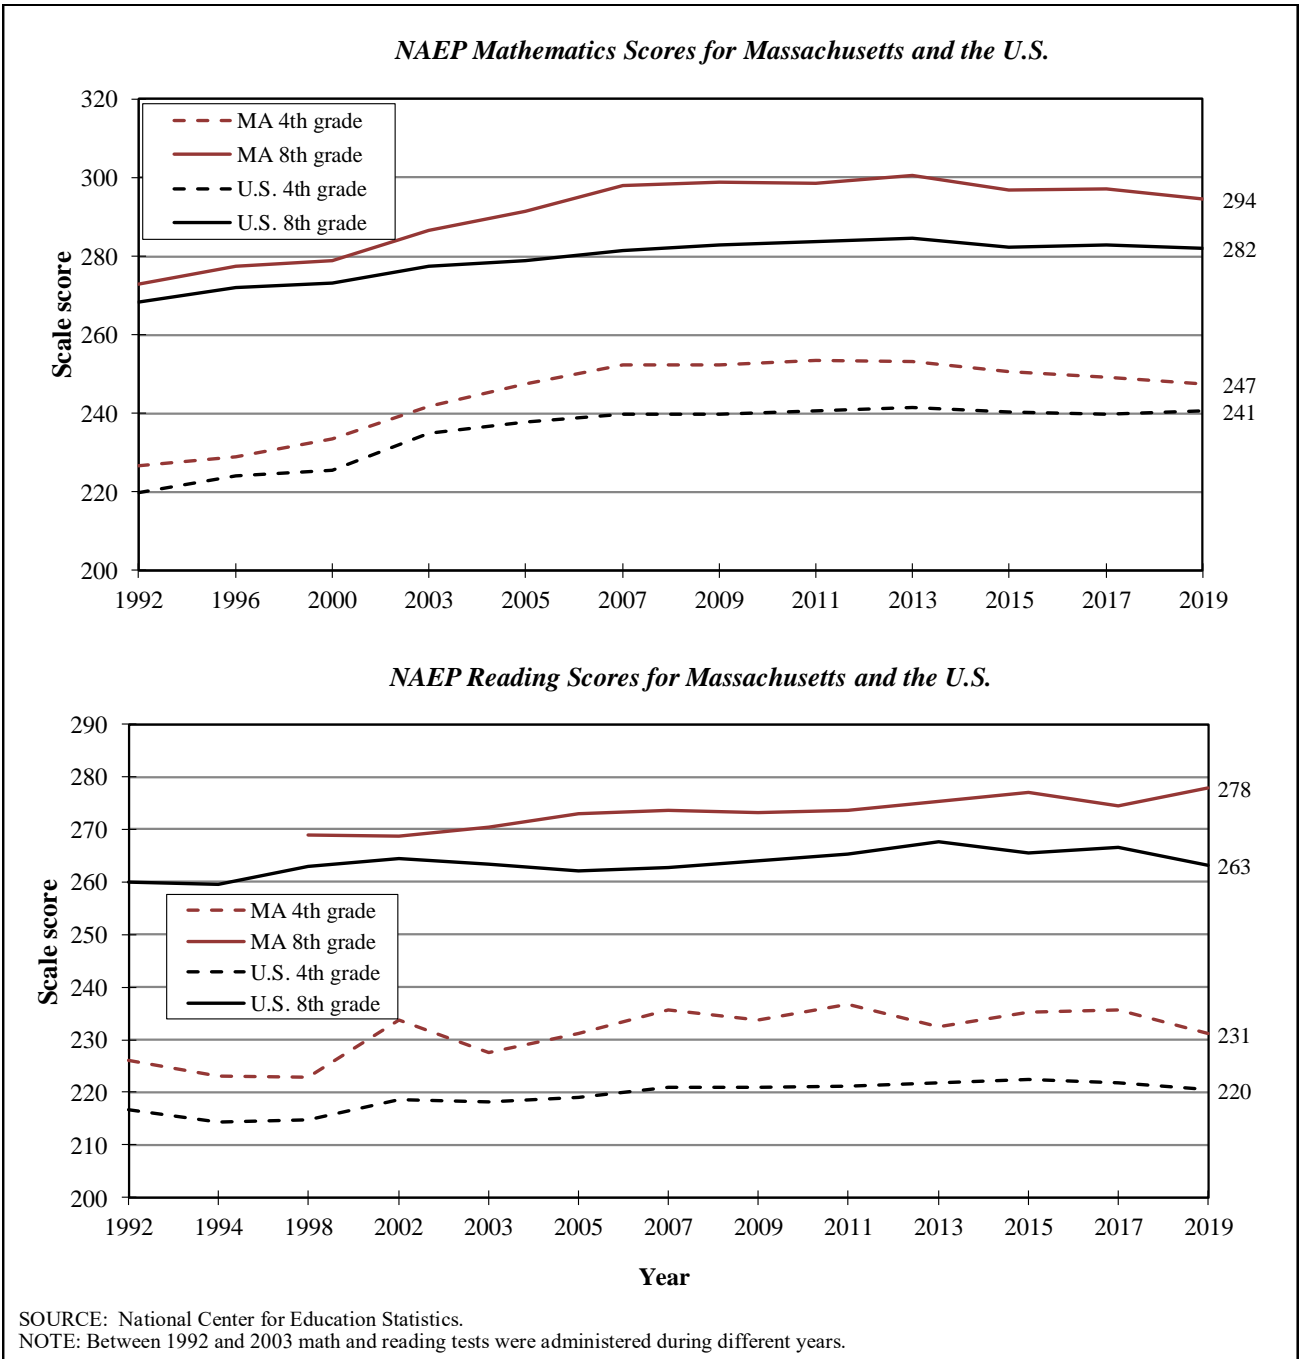 NAEP Mathematics Scores for Massachusetts and the U.S.
320
300
280
260
240
220
200
Scale score
MA 4th grade
MA 8th grade
U.S. 4th grade
U.S. 8th grade
294
282
247
241
1992 1996 2000 2003 2005 2007 2009 2011 2013 2015 2017 2019
NAEP Reading Scores for Massachusetts and the U.S.
290
280
270
260
250
240
230
220
210
200
Scale score
MA 4th grade
MA 8th grade
U.S. 4th grade
U.S. 8th grade
278
263
231
220
1992 1994 1998 2002 2003 2005 2007 2009 2011 2013 2015 2017 2019
Year
SOURCE: National Center for Education Statistics.
NOTE: Between 1992 and 2003 math and reading tests were administered during different years.